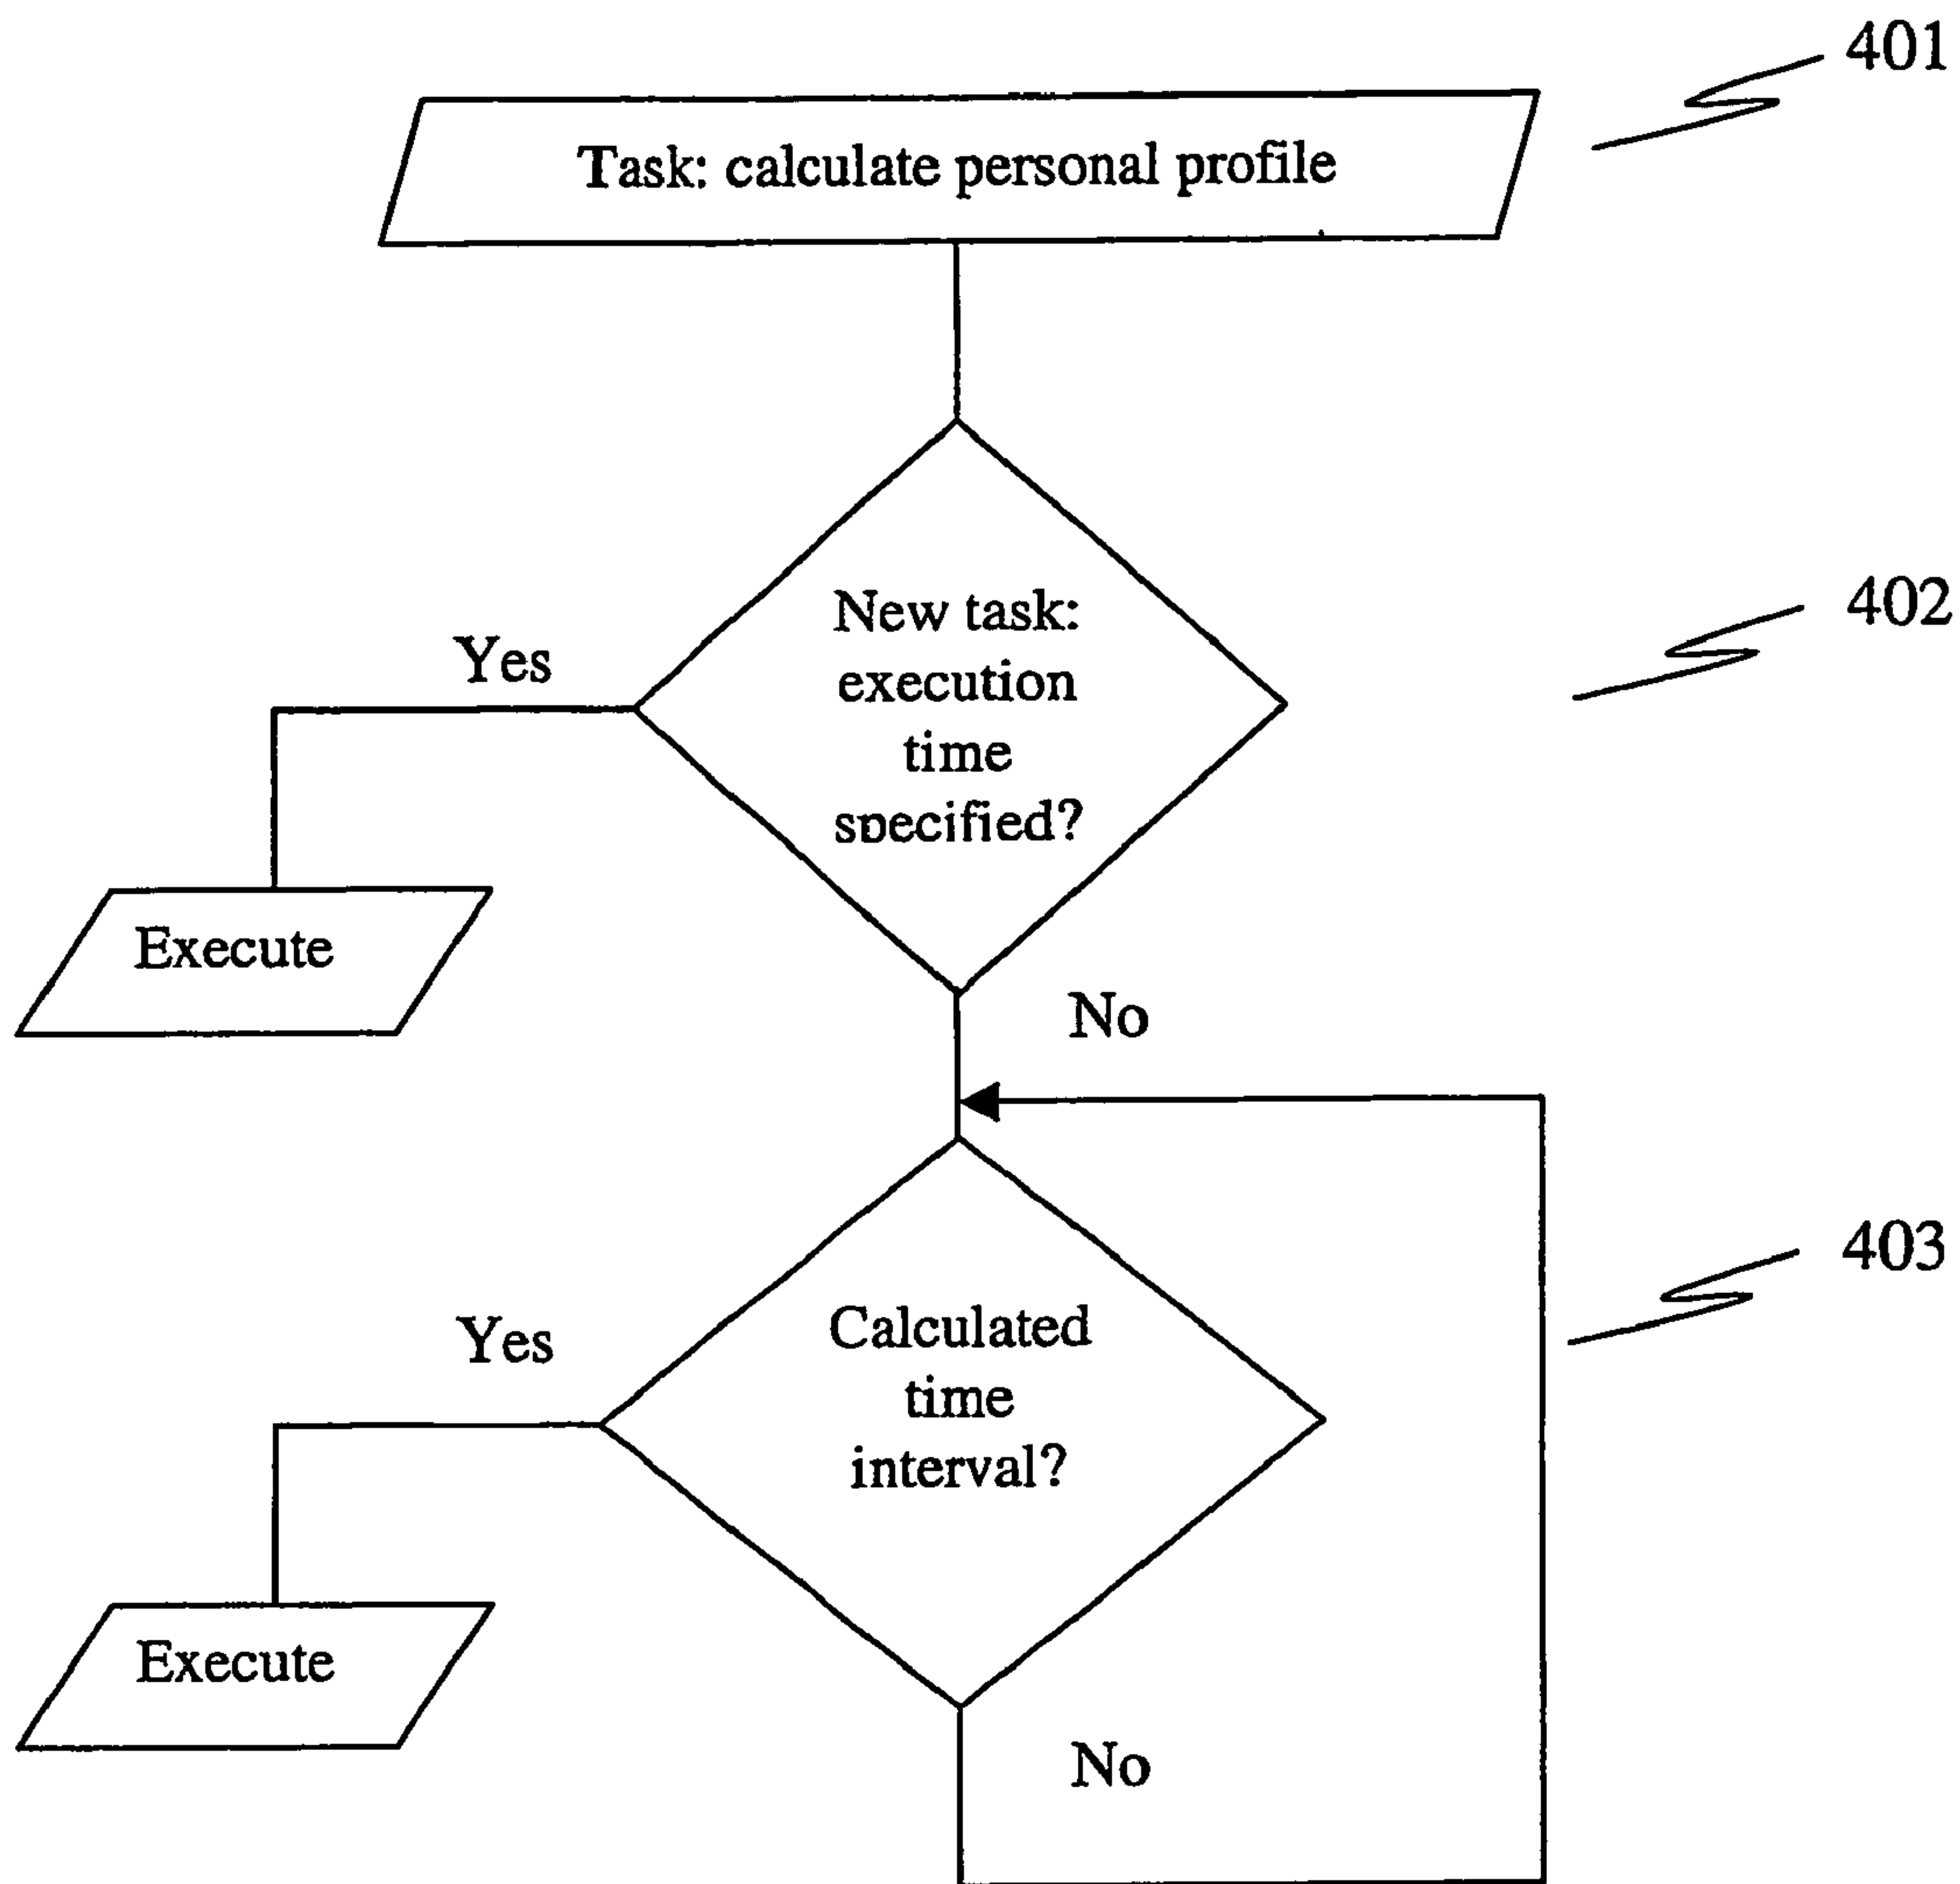 401
Task: calculate personal profile
402
New task:
execution
time
specified?
Yes
Execute
No
403
Calculated
time
interval?
Yes
Execute
No